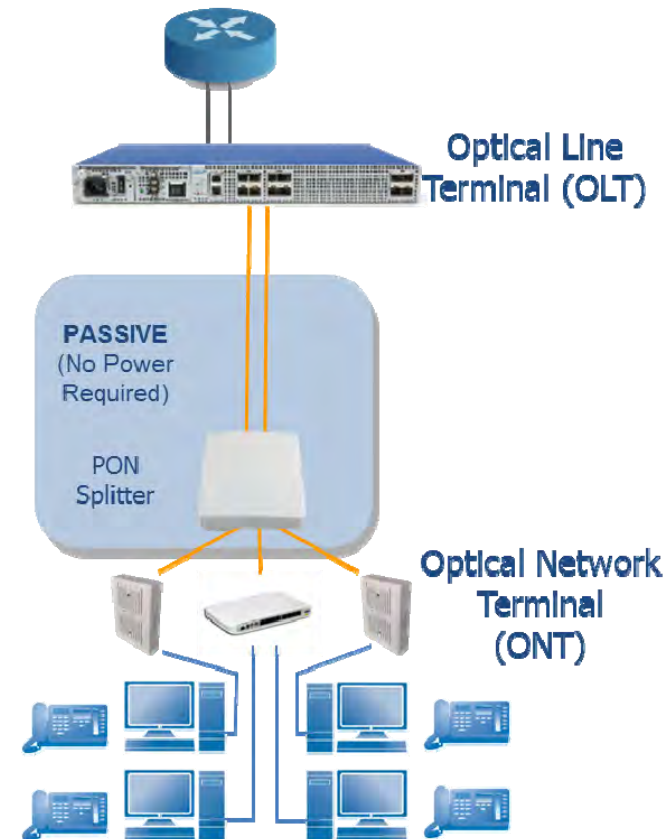 Optical Line
Terminal (OLT)
PASSIVE
(No Power
Required)
PON
Splitter
Optical Network
Terminal
(ONT)